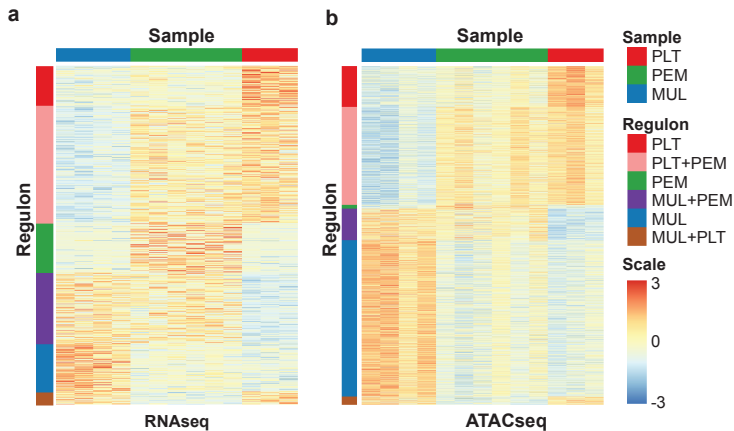 a
Sample
Regulon
RNAseq
b
Sample
Regulon
ATACseq
Sample
PLT
PEM
MUL
Regulon
PLT
PLT+PEM
PEM
MUL+PEM
MUL
MUL+PLT
Scale
3
0
-3